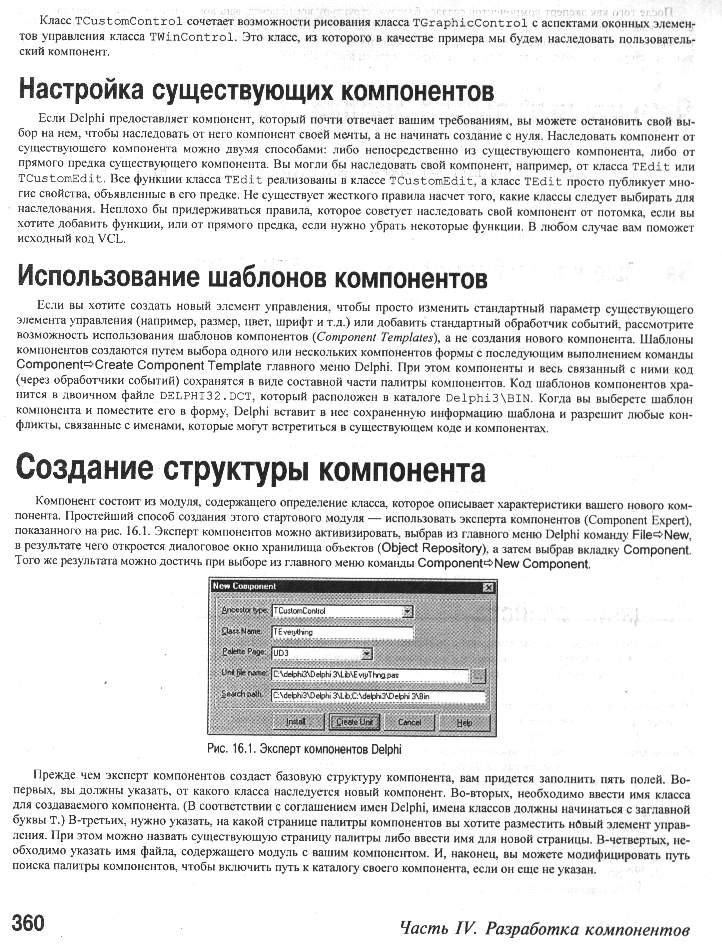 Класс TCustomControl сочетает возможности рисования класса TGraphicControl с аспектами оконных элемен-
тов управления класса TWinControl. Это класс, из которого в качестве примера мы будем наследовать пользователь-
ский компонент.
Настройка существующих компонентов
Если Delphi предоставляет компонент, который почти отвечает вашим требованиям, вы можете остановить свой вы-
бор на нем, чтобы наследовать от него компонент своей мечты, а не начинать создание с нуля. Наследовать компонент от
существующего компонента можно двумя способами: либо непосредственно из существующего компонента, либо от
прямого предка существующего компонента. Вы могли бы наследовать свой компонент, например, от класса TEdit или
TCustomEdit. Все функции класса TEdit реализованы в классе TCustomEdit, а класс TEdit просто публикует мно-
гие свойства, объявленные в его предке. Не существует жесткого правила насчет того, какие классы следует выбирать для
наследования. Неплохо бы придерживаться правила, которое советует наследовать свой компонент от потомка, если вы
хотите добавить функции, или от прямого предка, если нужно убрать некоторые функции. В любом случае вам поможет
исходный код VCL.
Использование шаблонов компонентов
Если вы хотите создать новый элемент управления, чтобы просто изменить стандартный параметр существующего
элемента управления (например, размер, цвет, шрифт и т.д.) или добавить стандартный обработчик событий, рассмотрите
возможность использования шаблонов компонентов (Component Templates), а не создания нового компонента. Шаблоны
компонентов создаются путем выбора одного или нескольких компонентов формы с последующим выполнением команды
Component⇨Create Component Template главного меню Delphi. При этом компоненты и весь связанный с ними код
(через обработчики событий) сохранятся в виде составной части палитры компонентов. Код шаблонов компонентов хра-
нится в двоичном файле DELPHI32.DCT, который расположен в каталоге Delphi3\BIN. Когда вы выберете шаблон
компонента и поместите его в форму, Delphi вставит в нее сохраненную информацию шаблона и разрешит любые кон-
фликты, связанные с именами, которые могут встретиться в существующем коде и компонентах.
Создание структуры компонента
Компонент состоит из модуля, содержащего определение класса, которое описывает характеристики вашего нового ком-
понента. Простейший способ создания этого стартового модуля — использовать эксперта компонентов (Component Expert),
показанного на рис. 16.1. Эксперт компонентов можно активизировать, выбрав из главного меню Delphi команду File⇨New,
в результате чего откроется диалоговое окно хранилища объектов (Object Repository), а затем выбрав вкладку Component.
Того же результата можно достичь при выборе из главного меню команды Component⇨New Component.
New Component
Ancestor type: TCustomControl
Class Name: TEverything
Palette Page: UD3
Unit file name: C:\delphi3\Delphi 3\Lib\EvryThng.pas ...
Search path: C:\delphi3\Delphi 3\Lib;C:\delphi3\Delphi 3\Bin
Install... Create Unit Cancel Help
Рис. 16.1. Эксперт компонентов Delphi
Прежде чем эксперт компонентов создаст базовую структуру компонента, вам придется заполнить пять полей. Во-
первых, вы должны указать, от какого класса наследуется новый компонент. Во-вторых, необходимо ввести имя класса
для создаваемого компонента. (В соответствии с соглашением имен Delphi, имена классов должны начинаться с заглавной
буквы T.) В-третьих, нужно указать, на какой странице палитры компонентов вы хотите разместить новый элемент управ-
ления. При этом можно назвать существующую страницу палитры либо ввести имя для новой страницы. В-четвертых, не-
обходимо указать имя файла, содержащего модуль с вашим компонентом. И, наконец, вы можете модифицировать путь
поиска палитры компонентов, чтобы включить путь к каталогу своего компонента, если он еще не указан.
360
Часть IV. Разработка компонентов